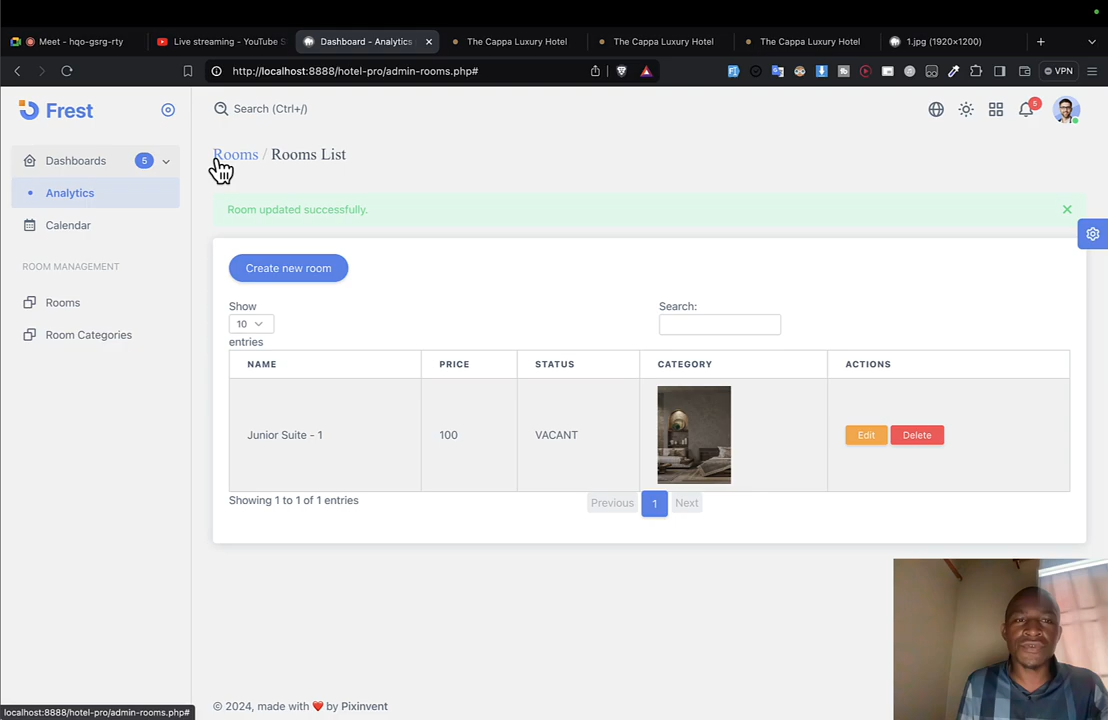 Meet - hqo-gsrg-rty
Live streaming - YouTube S
Dashboard - Analytics
The Cappa Luxury Hotel
The Cappa Luxury Hotel
The Cappa Luxury Hotel
1.jpg (1920×1200)
http://localhost:8888/hotel-pro/admin-rooms.php#
VPN
Frest
Search (Ctrl+/)
5
Dashboards
5
Analytics
Calendar
ROOM MANAGEMENT
Rooms
Room Categories
Rooms / Rooms List
Room updated successfully.
Create new room
Show
10
entries
Search:
NAME PRICE STATUS CATEGORY ACTIONS
Junior Suite - 1 100 VACANT Edit Delete
Showing 1 to 1 of 1 entries
Previous 1 Next
© 2024, made with ❤️ by Pixinvent
localhost:8888/hotel-pro/admin-rooms.php#